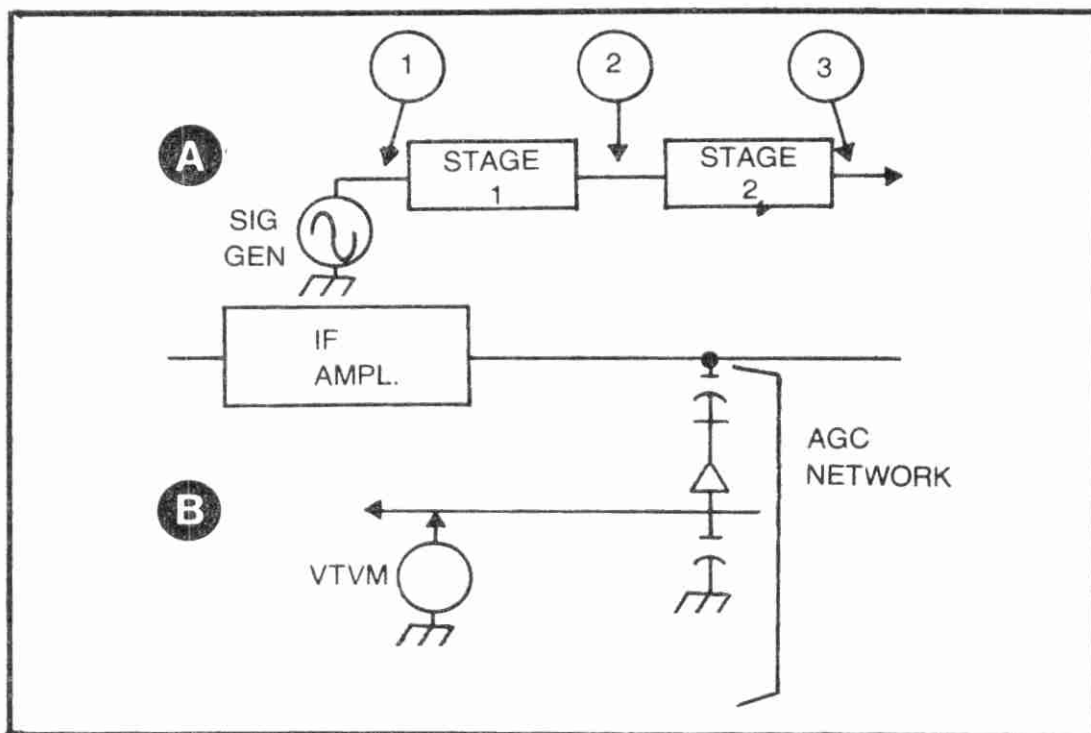 1
2
3
A
STAGE
1
STAGE
2
SIG
GEN
IF
AMPL.
AGC
NETWORK
B
VTVM